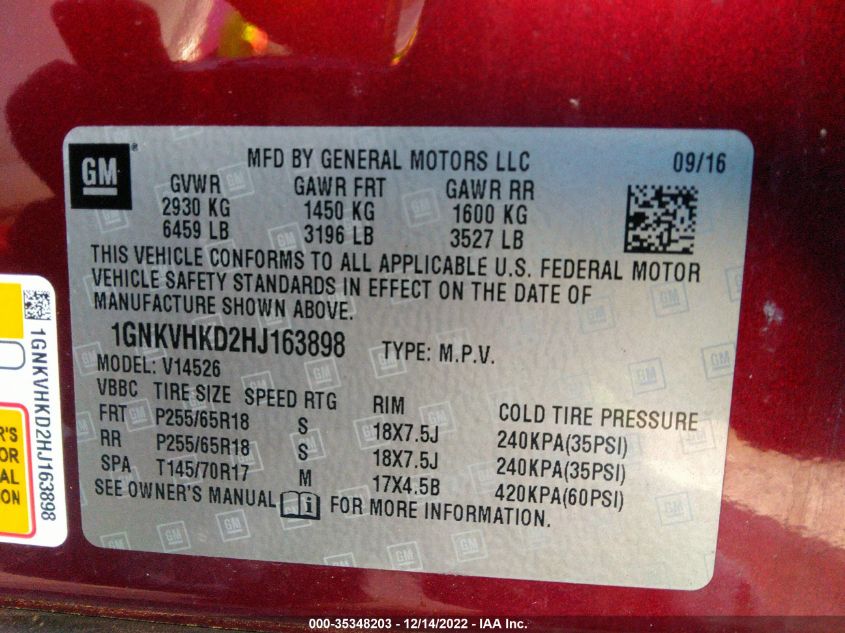 GM
MFD BY GENERAL MOTORS LLC 09/16
GVWR GAWR FRT GAWR RR
2930 KG 1450 KG 1600 KG
6459 LB 3196 LB 3527 LB
THIS VEHICLE CONFORMS TO ALL APPLICABLE U.S. FEDERAL MOTOR
VEHICLE SAFETY STANDARDS IN EFFECT ON THE DATE OF
MANUFACTURE SHOWN ABOVE.
1GNKVHKD2HJ163898 TYPE: M.P.V.
MODEL: V14526
VBBC TIRE SIZE SPEED RTG RIM COLD TIRE PRESSURE
FRT P255/65R18 S 18X7.5J 240KPA(35PSI)
RR P255/65R18 S 18X7.5J 240KPA(35PSI)
SPA T145/70R17 M 17X4.5B 420KPA(60PSI)
SEE OWNER'S MANUAL i FOR MORE INFORMATION.
1GNKVHKD2HJ163898
R'S
OR
AL
N
000-35348203 - 12/14/2022 - IAA Inc.